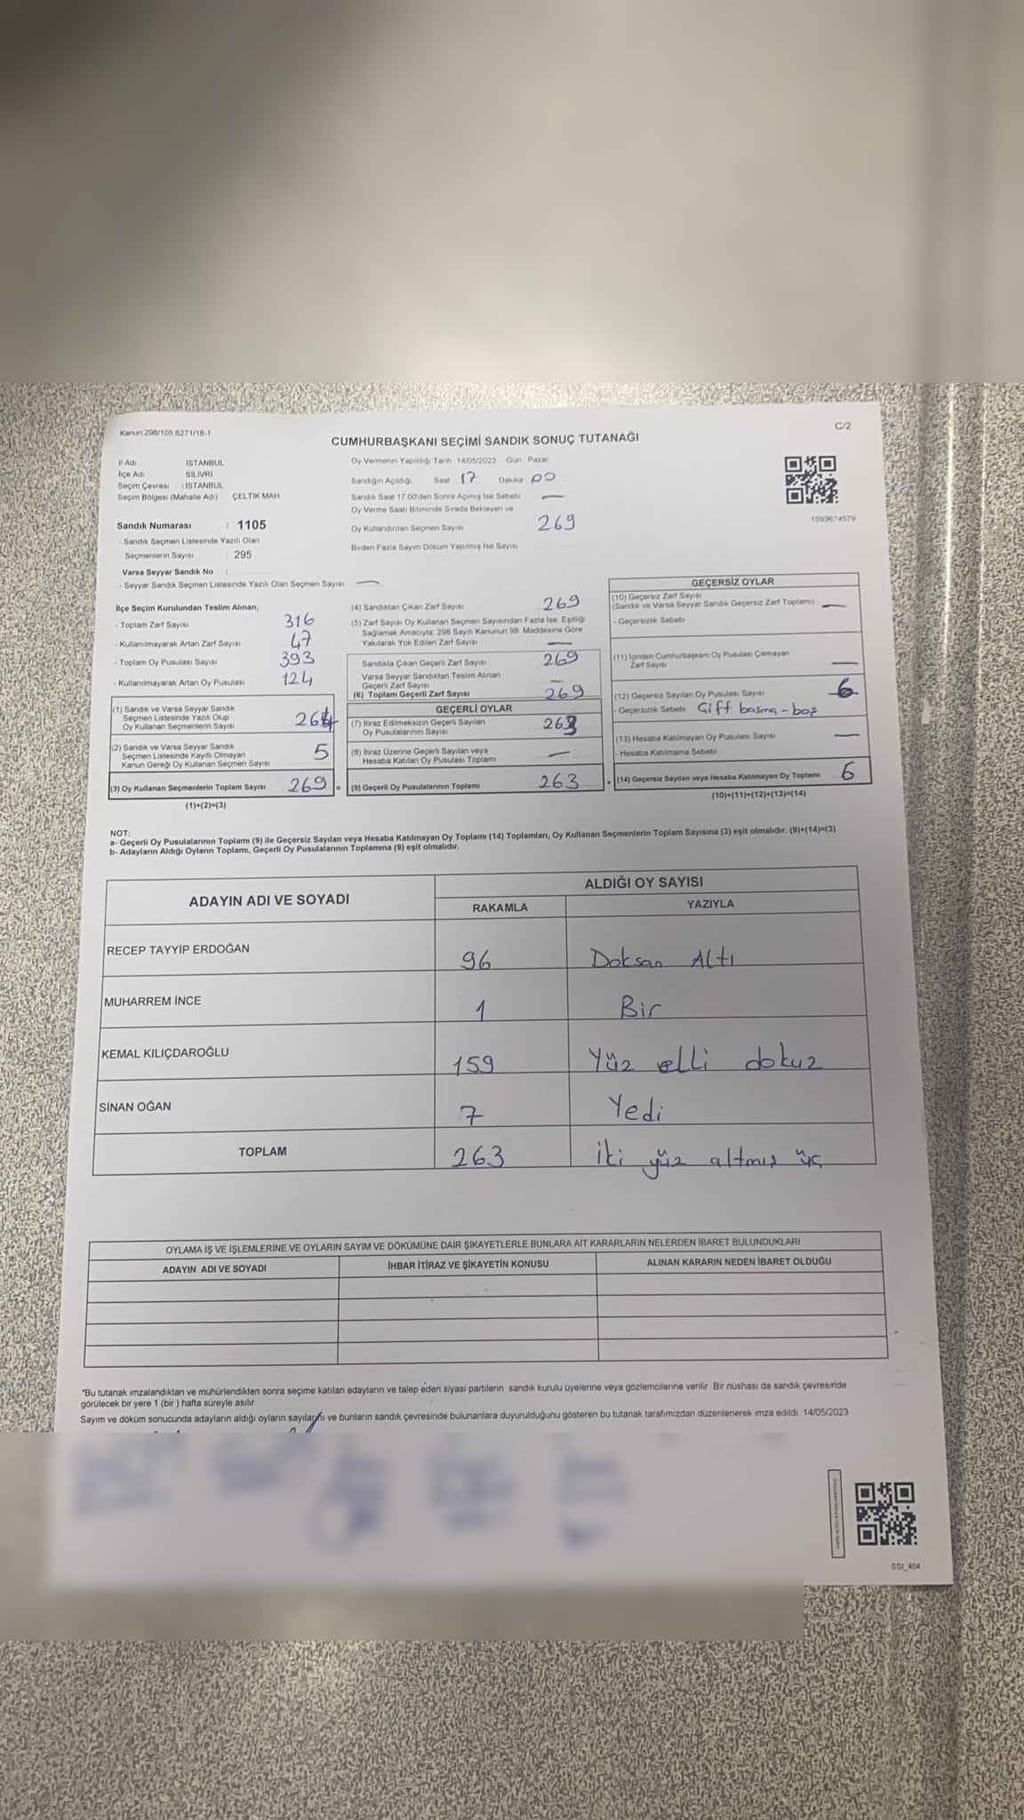 Kanun:298/105,6271/18-1
C/2
CUMHURBAŞKANI SEÇİMİ SANDIK SONUÇ TUTANAĞI
İl Adı : İSTANBUL
İlçe Adı : SİLİVRİ
Seçim Çevresi : İSTANBUL
Seçim Bölgesi (Mahalle Adı) ÇELTİK MAH
Oy Vermenin Yapıldığı Tarih 14/05/2023 Gün Pazar
Sandığın Açıldığı Saat 17 Dakika 00
Sandık Saat 17.00'den Sonra Açılmış İse Sebebi —
Oy Verme Saati Bitiminde Sırada Bekleyen ve
Oy Kullandırılan Seçmen Sayısı 269
Birden Fazla Sayım Döküm Yapılmış İse Sayısı
1093674579
Sandık Numarası : 1105
- Sandık Seçmen Listesinde Yazılı Olan
Seçmenlerin Sayısı : 295
Varsa Seyyar Sandık No :
- Seyyar Sandık Seçmen Listesinde Yazılı Olan Seçmen Sayısı: —
İlçe Seçim Kurulundan Teslim Alınan;
- Toplam Zarf Sayısı 316
- Kullanılmayarak Artan Zarf Sayısı 47
- Toplam Oy Pusulası Sayısı 393
- Kullanılmayarak Artan Oy Pusulası 124
(1) Sandık ve Varsa Seyyar Sandık
Seçmen Listesinde Yazılı Olup
Oy Kullanan Seçmenlerin Sayısı 264
(2) Sandık ve Varsa Seyyar Sandık
Seçmen Listesinde Kayıtlı Olmayan
Kanun Gereği Oy Kullanan Seçmen Sayısı 5
(3) Oy Kullanan Seçmenlerin Toplam Sayısı 269
(1)+(2)=(3)
(4) Sandıktan Çıkan Zarf Sayısı 269
(5) Zarf Sayısı Oy Kullanan Seçmen Sayısından Fazla İse, Eşitliği
Sağlamak Amacıyla; 298 Sayılı Kanunun 98. Maddesine Göre
Yakılarak Yok Edilen Zarf Sayısı —
Sandıkta Çıkan Geçerli Zarf Sayısı 269
Varsa Seyyar Sandıktan Teslim Alınan
Geçerli Zarf Sayısı —
(6) Toplam Geçerli Zarf Sayısı 269
GEÇERLİ OYLAR
(7) İtiraz Edilmeksizin Geçerli Sayılan
Oy Pusulalarının Sayısı 263
(8) İtiraz Üzerine Geçerli Sayılan veya
Hesaba Katılan Oy Pusulası Toplamı —
(9) Geçerli Oy Pusulalarının Toplamı 263
GEÇERSİZ OYLAR
(10) Geçersiz Zarf Sayısı
(Sandık ve Varsa Seyyar Sandık Geçersiz Zarf Toplamı) —
- Geçersizlik Sebebi
(11) İçinden Cumhurbaşkanı Oy Pusulası Çıkmayan
Zarf Sayısı —
(12) Geçersiz Sayılan Oy Pusulası Sayısı 6
- Geçersizlik Sebebi Çiff basma - boş
(13) Hesaba Katılmayan Oy Pusulası Sayısı —
- Hesaba Katılmama Sebebi
(14) Geçersiz Sayılan veya Hesaba Katılmayan Oy Toplamı 6
(10)+(11)+(12)+(13)=(14)
NOT:
a- Geçerli Oy Pusulalarının Toplamı (9) ile Geçersiz Sayılan veya Hesaba Katılmayan Oy Toplamı (14) Toplamları, Oy Kullanan Seçmenlerin Toplam Sayısına (3) eşit olmalıdır. (9)+(14)=(3)
b- Adayların Aldığı Oyların Toplamı, Geçerli Oy Pusulalarının Toplamına (9) eşit olmalıdır.
ADAYIN ADI VE SOYADI
ALDIĞI OY SAYISI
RAKAMLA YAZIYLA
RECEP TAYYİP ERDOĞAN 96 Doksan Altı
MUHARREM İNCE 1 Bir
KEMAL KILIÇDAROĞLU 159 Yüz elli dokuz
SİNAN OĞAN 7 Yedi
TOPLAM 263 iki yüz altmış üç
OYLAMA İŞ VE İŞLEMLERİNE VE OYLARIN SAYIM VE DÖKÜMÜNE DAİR ŞİKAYETLERLE BUNLARA AİT KARARLARIN NELERDEN İBARET BULUNDUKLARI
ADAYIN ADI VE SOYADI İHBAR İTİRAZ VE ŞİKAYETİN KONUSU ALINAN KARARIN NEDEN İBARET OLDUĞU
*Bu tutanak imzalandıktan ve mühürlendikten sonra seçime katılan adayların ve talep eden siyasi partilerin sandık kurulu üyelerine veya gözlemcilerine verilir. Bir nüshası da sandık çevresinde
görülecek bir yere 1 (bir ) hafta süreyle asılır.
Sayım ve döküm sonucunda adayların aldığı oyların sayılarını ve bunların sandık çevresinde bulunanlara duyurulduğunu gösteren bu tutanak tarafımızdan düzenlenerek imza edildi. 14/05/2023
SSI_404